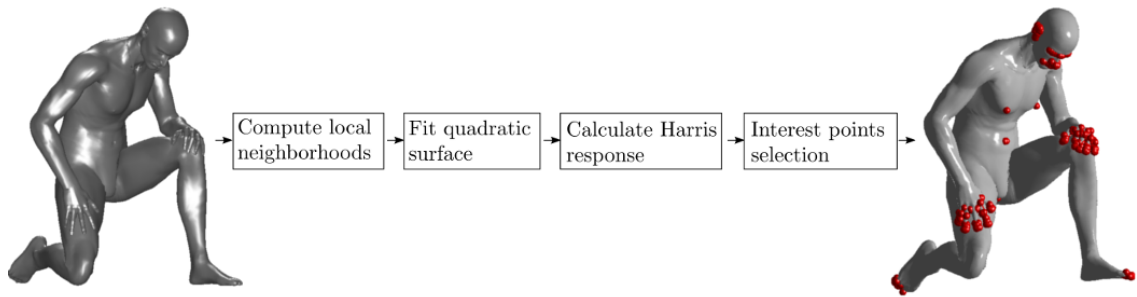 Compute local
neighborhoods
Fit quadratic
surface
Calculate Harris
response
Interest points
selection